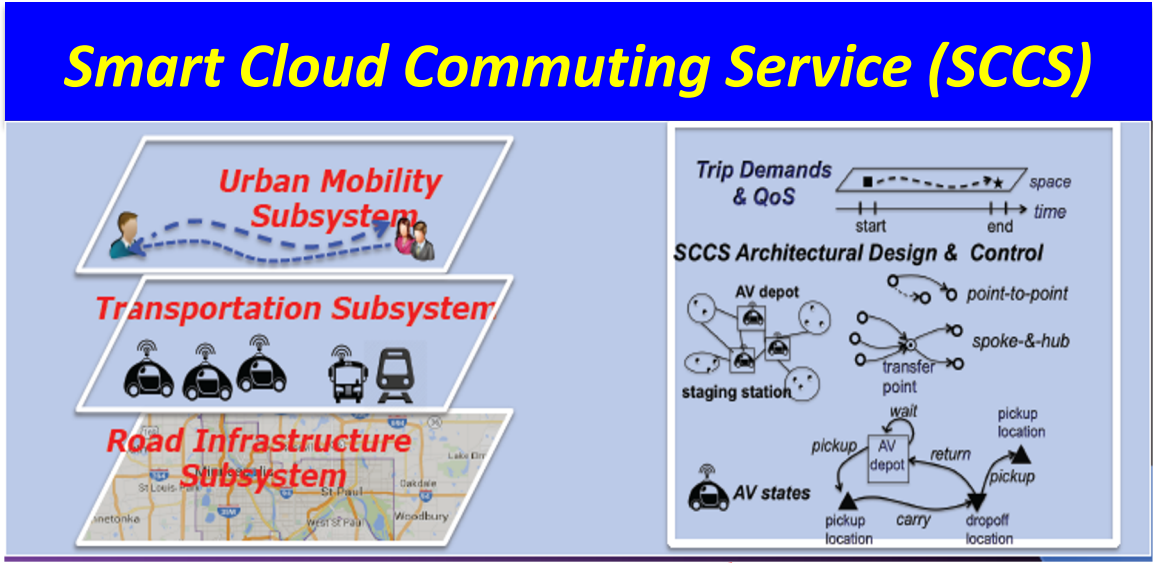 Smart Cloud Commuting Service (SCCS)
Urban Mobility
Subsystem
Transportation Subsystem
Road Infrastructure
Subsystem
St Louis Park
St Paul
Oakdale
Lake Elm
nnetonka
West St Paul
Woodbury
Trip Demands
& QoS
space
time
start
end
SCCS Architectural Design & Control
AV depot
staging station
point-to-point
spoke-&-hub
transfer
point
wait
pickup
AV
depot
return
pickup
location
pickup
AV states
pickup
location
carry
dropoff
location